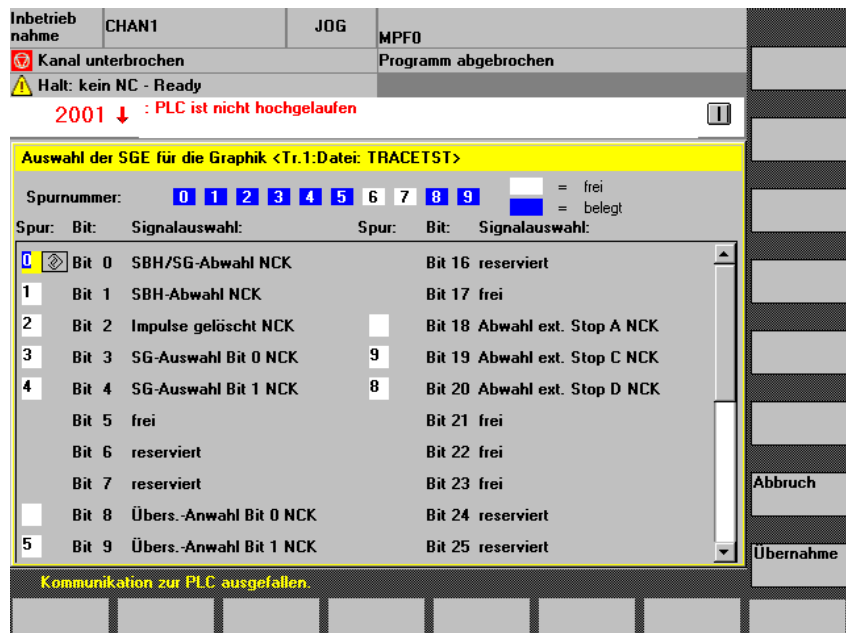 Inbetrieb
nahme
CHAN1
JOG
MPF0
Kanal unterbrochen
Programm abgebrochen
Halt: kein NC - Ready
2001 ↓ : PLC ist nicht hochgelaufen
I
Auswahl der SGE für die Graphik <Tr.1:Datei: TRACETST>
Spurnummer: 0 1 2 3 4 5 6 7 8 9
= frei
= belegt
Spur: Bit: Signalauswahl: Spur: Bit: Signalauswahl:
0 Bit 0 SBH/SG-Abwahl NCK Bit 16 reserviert
1 Bit 1 SBH-Abwahl NCK Bit 17 frei
2 Bit 2 Impulse gelöscht NCK Bit 18 Abwahl ext. Stop A NCK
3 Bit 3 SG-Auswahl Bit 0 NCK 9 Bit 19 Abwahl ext. Stop C NCK
4 Bit 4 SG-Auswahl Bit 1 NCK 8 Bit 20 Abwahl ext. Stop D NCK
Bit 5 frei Bit 21 frei
Bit 6 reserviert Bit 22 frei
Bit 7 reserviert Bit 23 frei
Bit 8 Übers.-Anwahl Bit 0 NCK Bit 24 reserviert
5 Bit 9 Übers.-Anwahl Bit 1 NCK Bit 25 reserviert
Abbruch
Übernahme
Kommunikation zur PLC ausgefallen.